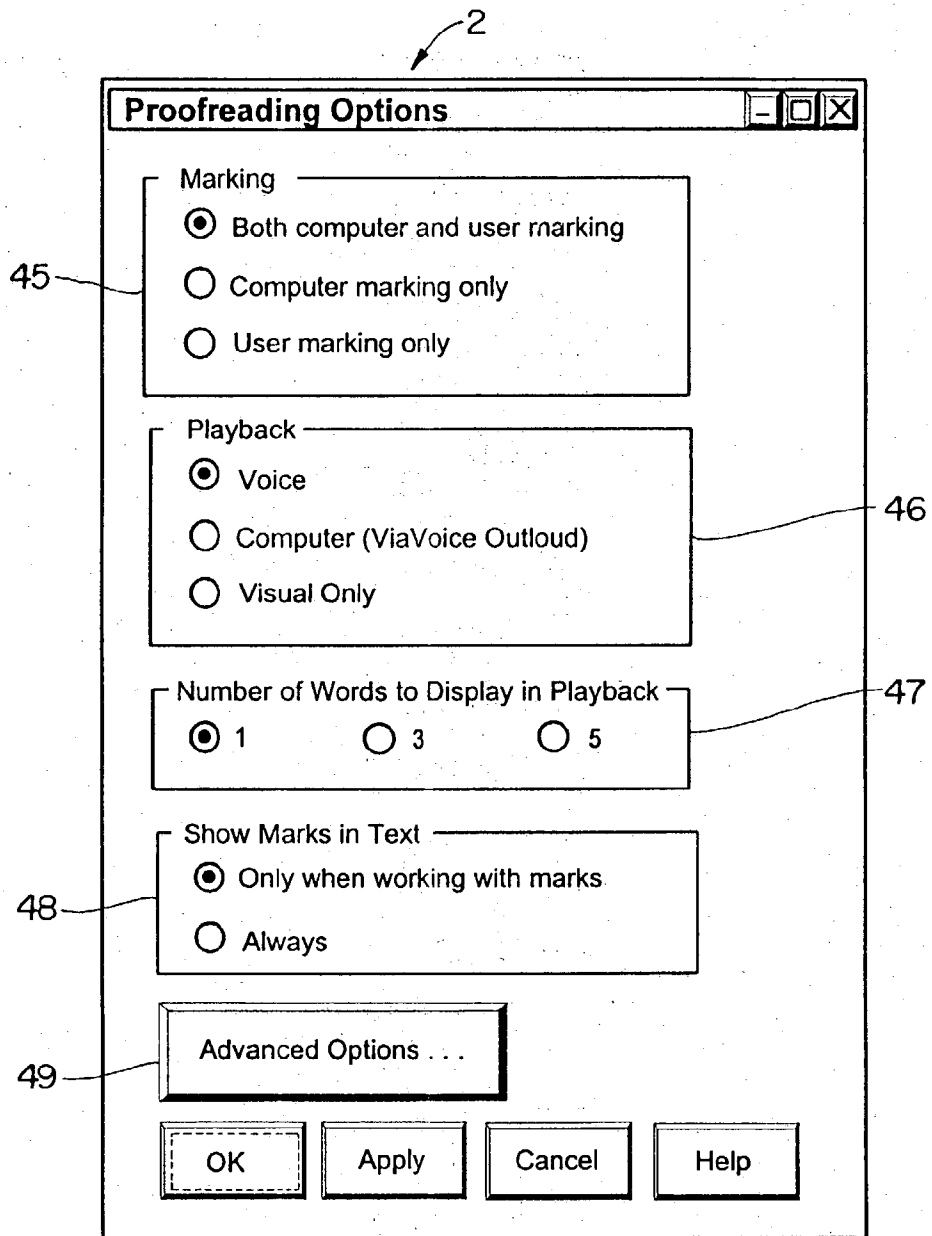 2
Proofreading Options
Marking
Both computer and user marking
45
Computer marking only
User marking only
Playback
Voice
46
Computer (ViaVoice Outloud)
Visual Only
Number of Words to Display in Playback
47
1 3 5
Show Marks in Text
Only when working with marks
48
Always
Advanced Options . . .
49
OK Apply Cancel Help